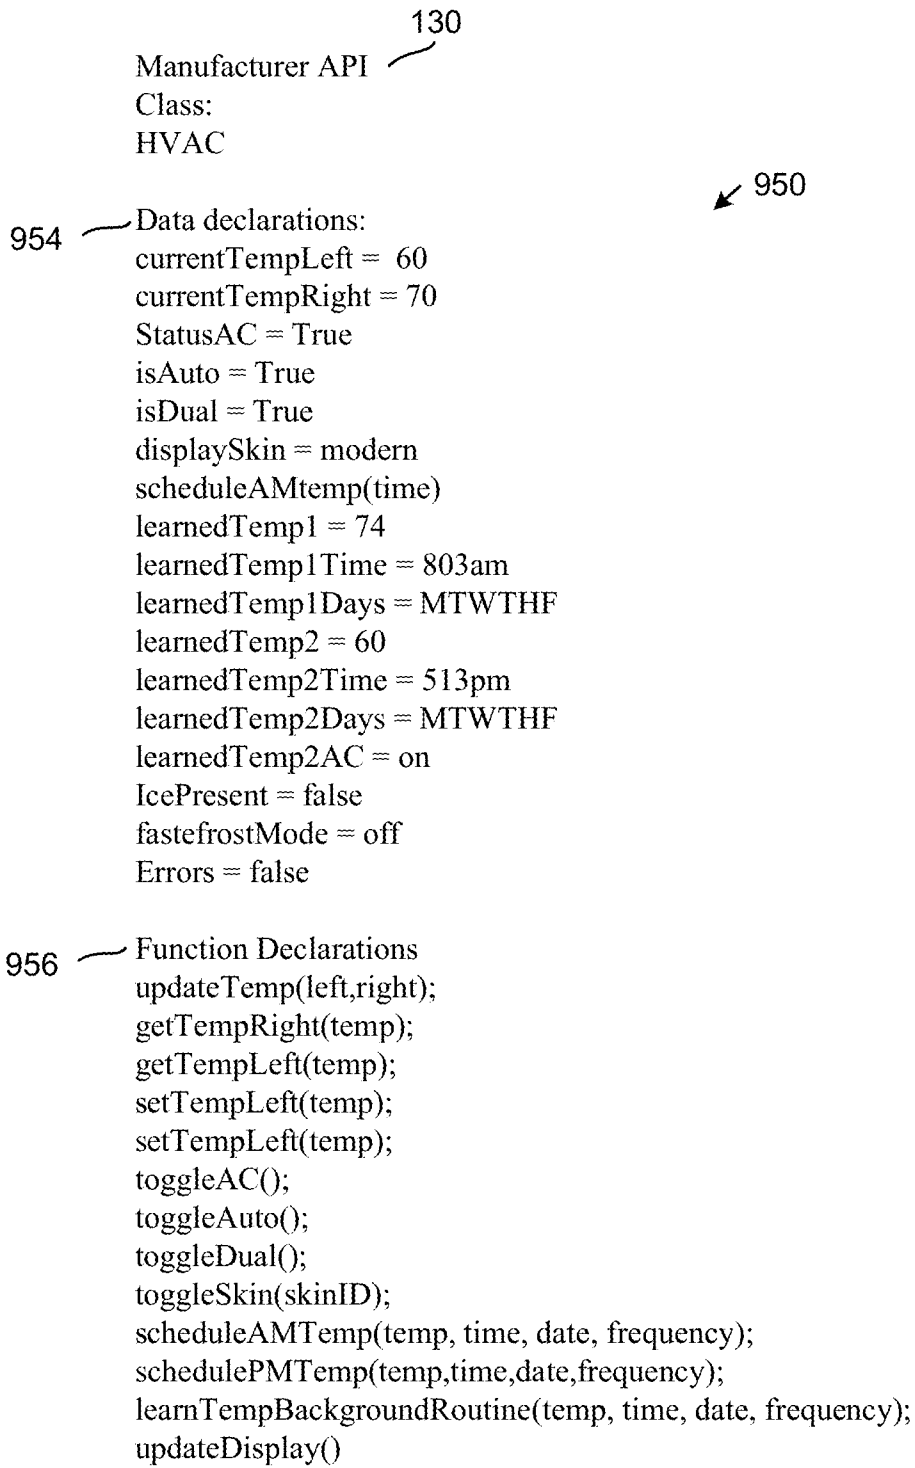 130
Manufacturer API
Class:
HVAC
950
954
Data declarations:
currentTempLeft = 60
currentTempRight = 70
StatusAC = True
isAuto = True
isDual = True
displaySkin = modern
scheduleAMtemp(time)
learnedTemp1 = 74
learnedTemp1Time = 803am
learnedTemp1Days = MTWTHF
learnedTemp2 = 60
learnedTemp2Time = 513pm
learnedTemp2Days = MTWTHF
learnedTemp2AC = on
IcePresent = false
fastefrostMode = off
Errors = false
956
Function Declarations
updateTemp(left,right);
getTempRight(temp);
getTempLeft(temp);
setTempLeft(temp);
setTempLeft(temp);
toggleAC();
toggleAuto();
toggleDual();
toggleSkin(skinID);
scheduleAMTemp(temp, time, date, frequency);
schedulePMTemp(temp,time,date,frequency);
learnTempBackgroundRoutine(temp, time, date, frequency);
updateDisplay()